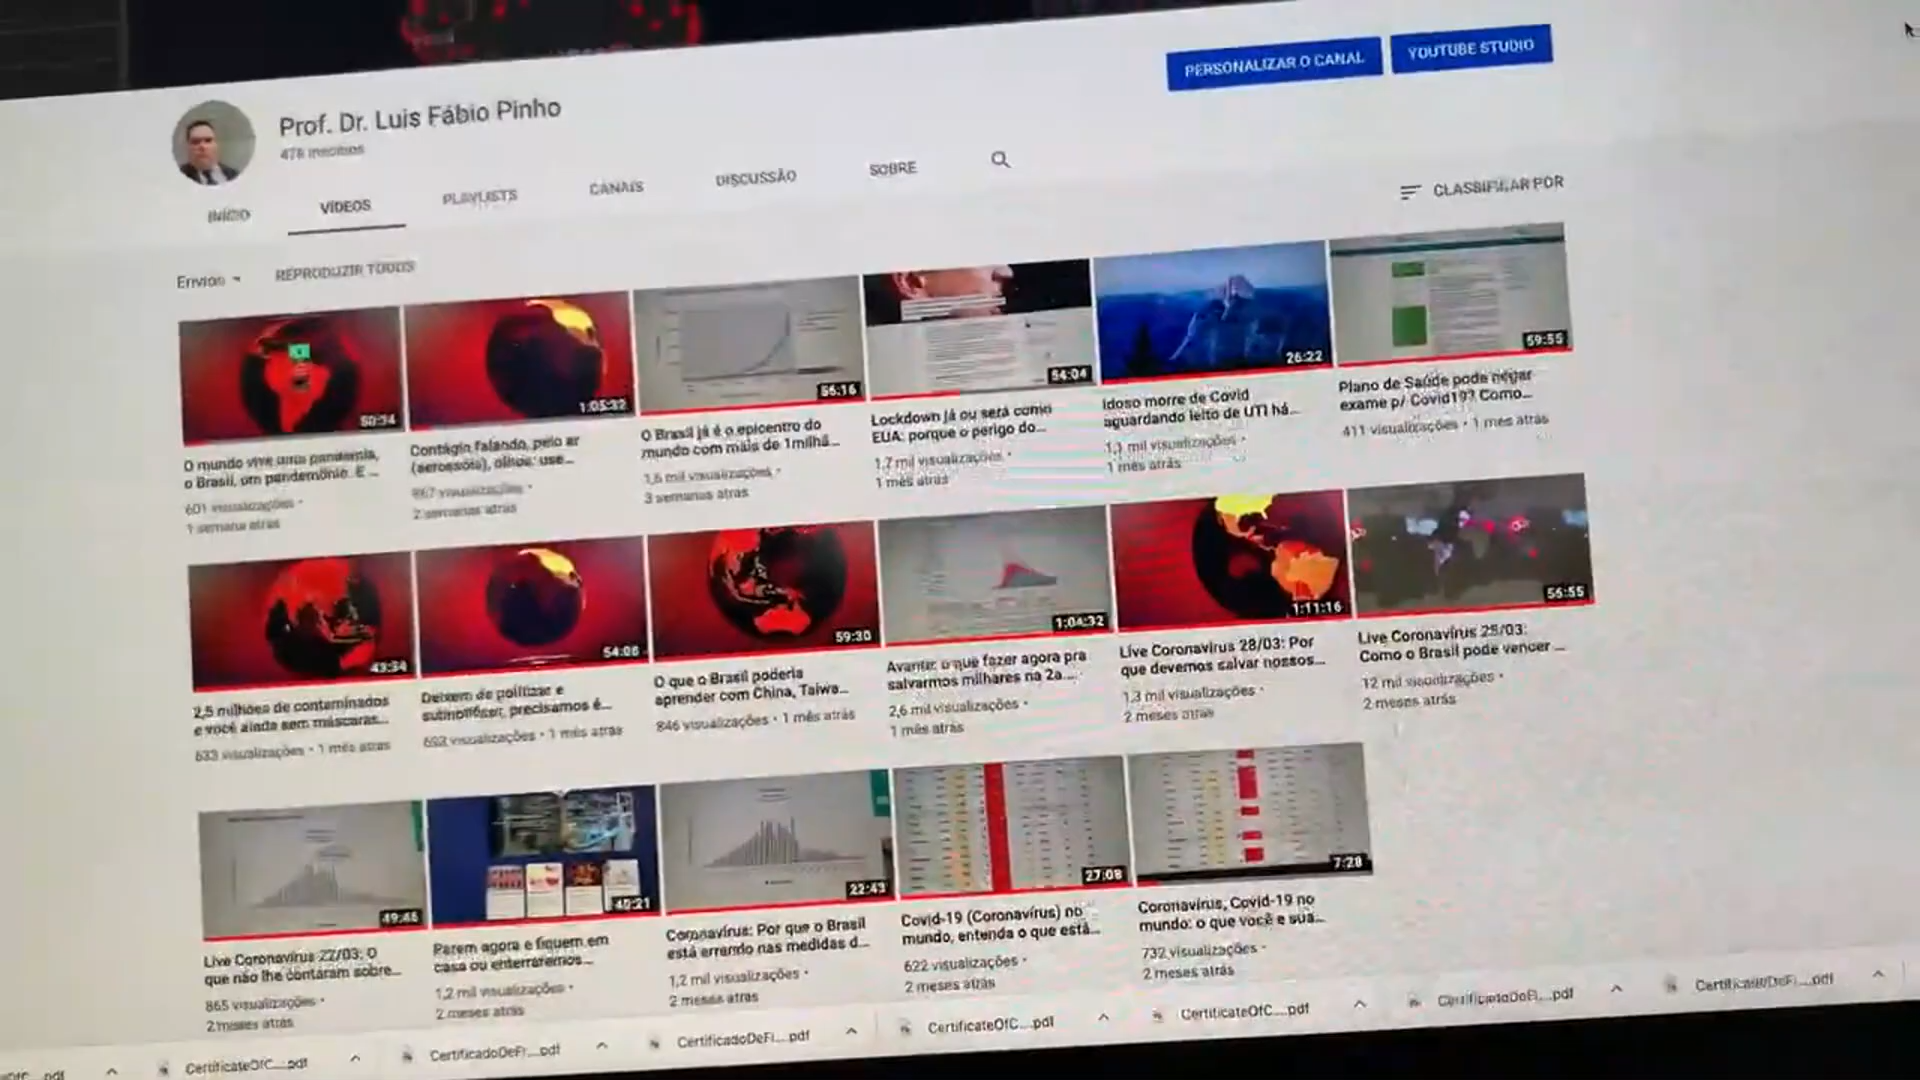 PERSONALIZAR O CANAL
YOUTUBE STUDIO
Prof. Dr. Luis Fábio Pinho
476 inscritos
INÍCIO
VÍDEOS
PLAYLISTS
CANAIS
DISCUSSÃO
SOBRE
CLASSIFICAR POR
Envios
REPRODUZIR TODOS
50:34
O mundo vive uma pandemia,
o Brasil, um pandemônio. E ...
601 visualizações •
1 semana atrás
1:05:32
Contágio falando, pelo ar
(aerossóis), olhos: use...
2 semanas atrás
55:16
O Brasil já é o epicentro do
mundo com mais de 1milhã...
1,6 mil visualizações •
3 semanas atrás
54:04
Lockdown já ou será como
EUA: porque o perigo do...
1,7 mil visualizações •
1 mês atrás
26:22
Idoso morre de Covid
aguardando leito de UTI há...
1,1 mil visualizações •
1 mês atrás
59:55
Plano de Saúde pode negar
exame p/ Covid19? Como...
411 visualizações • 1 mês atrás
43:34
2,5 milhões de contaminados
e você ainda sem máscaras...
633 visualizações • 1 mês atrás
54:06
Deixem de politizar e
precisamos é...
visualizações • 1 mês atrás
59:30
O que o Brasil poderia
aprender com China, Taiwa...
846 visualizações • 1 mês atrás
1:04:32
Avante: o que fazer agora pra
salvarmos milhares na 2a....
2,6 mil visualizações •
1 mês atrás
1:11:16
Live Coronavírus 28/03: Por
que devemos salvar nossos...
1,3 mil visualizações •
2 meses atrás
56:55
Live Coronavírus 25/03:
Como o Brasil pode vencer ...
12 mil visualizações •
2 meses atrás
49:46
Live Coronavírus 22/03: O
que não lhe contaram sobre...
865 visualizações •
2 meses atrás
40:21
Parem agora e fiquem em
casa ou enterraremos...
1,2 mil visualizações •
2 meses atrás
22:43
Coronavírus: Por que o Brasil
está errando nas medidas d...
1,2 mil visualizações •
2 meses atrás
27:08
Covid-19 (Coronavírus) no
mundo, entenda o que está...
622 visualizações •
2 meses atrás
7:28
Coronavírus, Covid-19 no
mundo: o que você e sua...
732 visualizações •
2 meses atrás
CertificateOfC....pdf
CertificadoDeFi....pdf
CertificadoDeFi....pdf
CertificateOfC....pdf
CertificateOfC....pdf
CertificadoDeFi....pdf
CertificadoDeFi....pdf